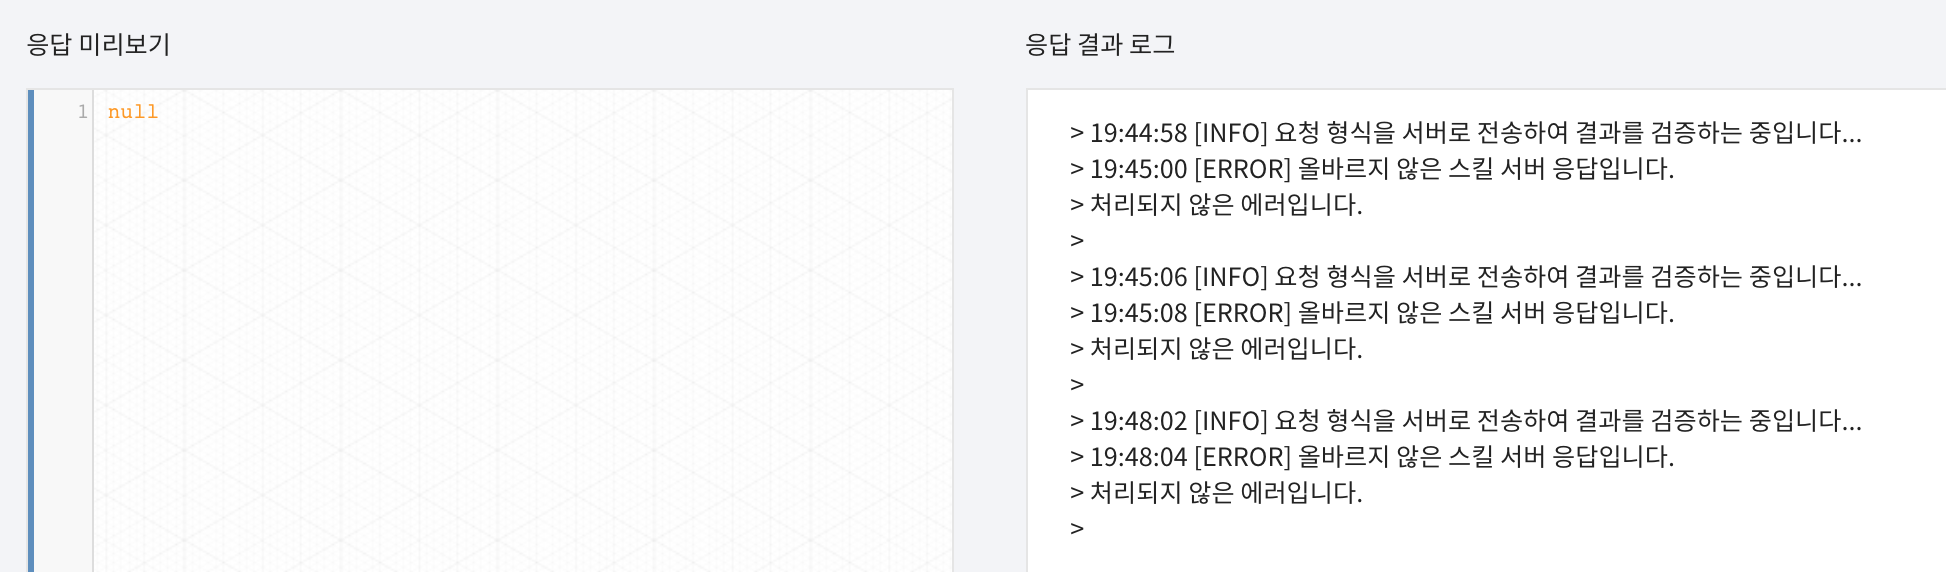 응답 미리보기
1 null
응답 결과 로그
> 19:44:58 [INFO] 요청 형식을 서버로 전송하여 결과를 검증하는 중입니다...
> 19:45:00 [ERROR] 올바르지 않은 스킬 서버 응답입니다.
> 처리되지 않은 에러입니다.
>
> 19:45:06 [INFO] 요청 형식을 서버로 전송하여 결과를 검증하는 중입니다...
> 19:45:08 [ERROR] 올바르지 않은 스킬 서버 응답입니다.
> 처리되지 않은 에러입니다.
>
> 19:48:02 [INFO] 요청 형식을 서버로 전송하여 결과를 검증하는 중입니다...
> 19:48:04 [ERROR] 올바르지 않은 스킬 서버 응답입니다.
> 처리되지 않은 에러입니다.
>